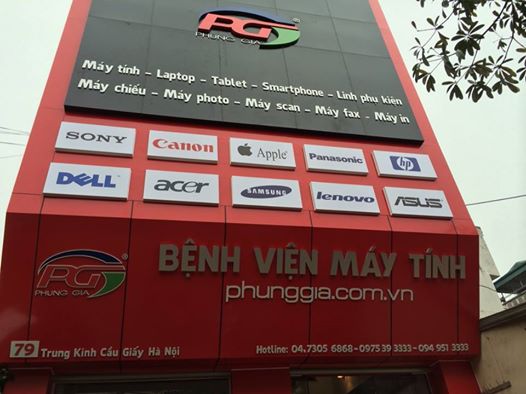 PG®
PHUNG GIA
Máy tính – Laptop – Tablet – Smartphone – Linh phụ kiện
Máy chiếu – Máy photo – Máy scan – Máy fax – Máy in
SONY Canon Apple Panasonic hp
DELL acer SAMSUNG lenovo ASUS
PG®
PHUNG GIA
BỆNH VIỆN MÁY TÍNH
phunggia.com.vn
79 Trung Kính Cầu Giấy Hà Nội
Hotline: 04.7305 6868 - 0975 39 3333 - 094 951 3333